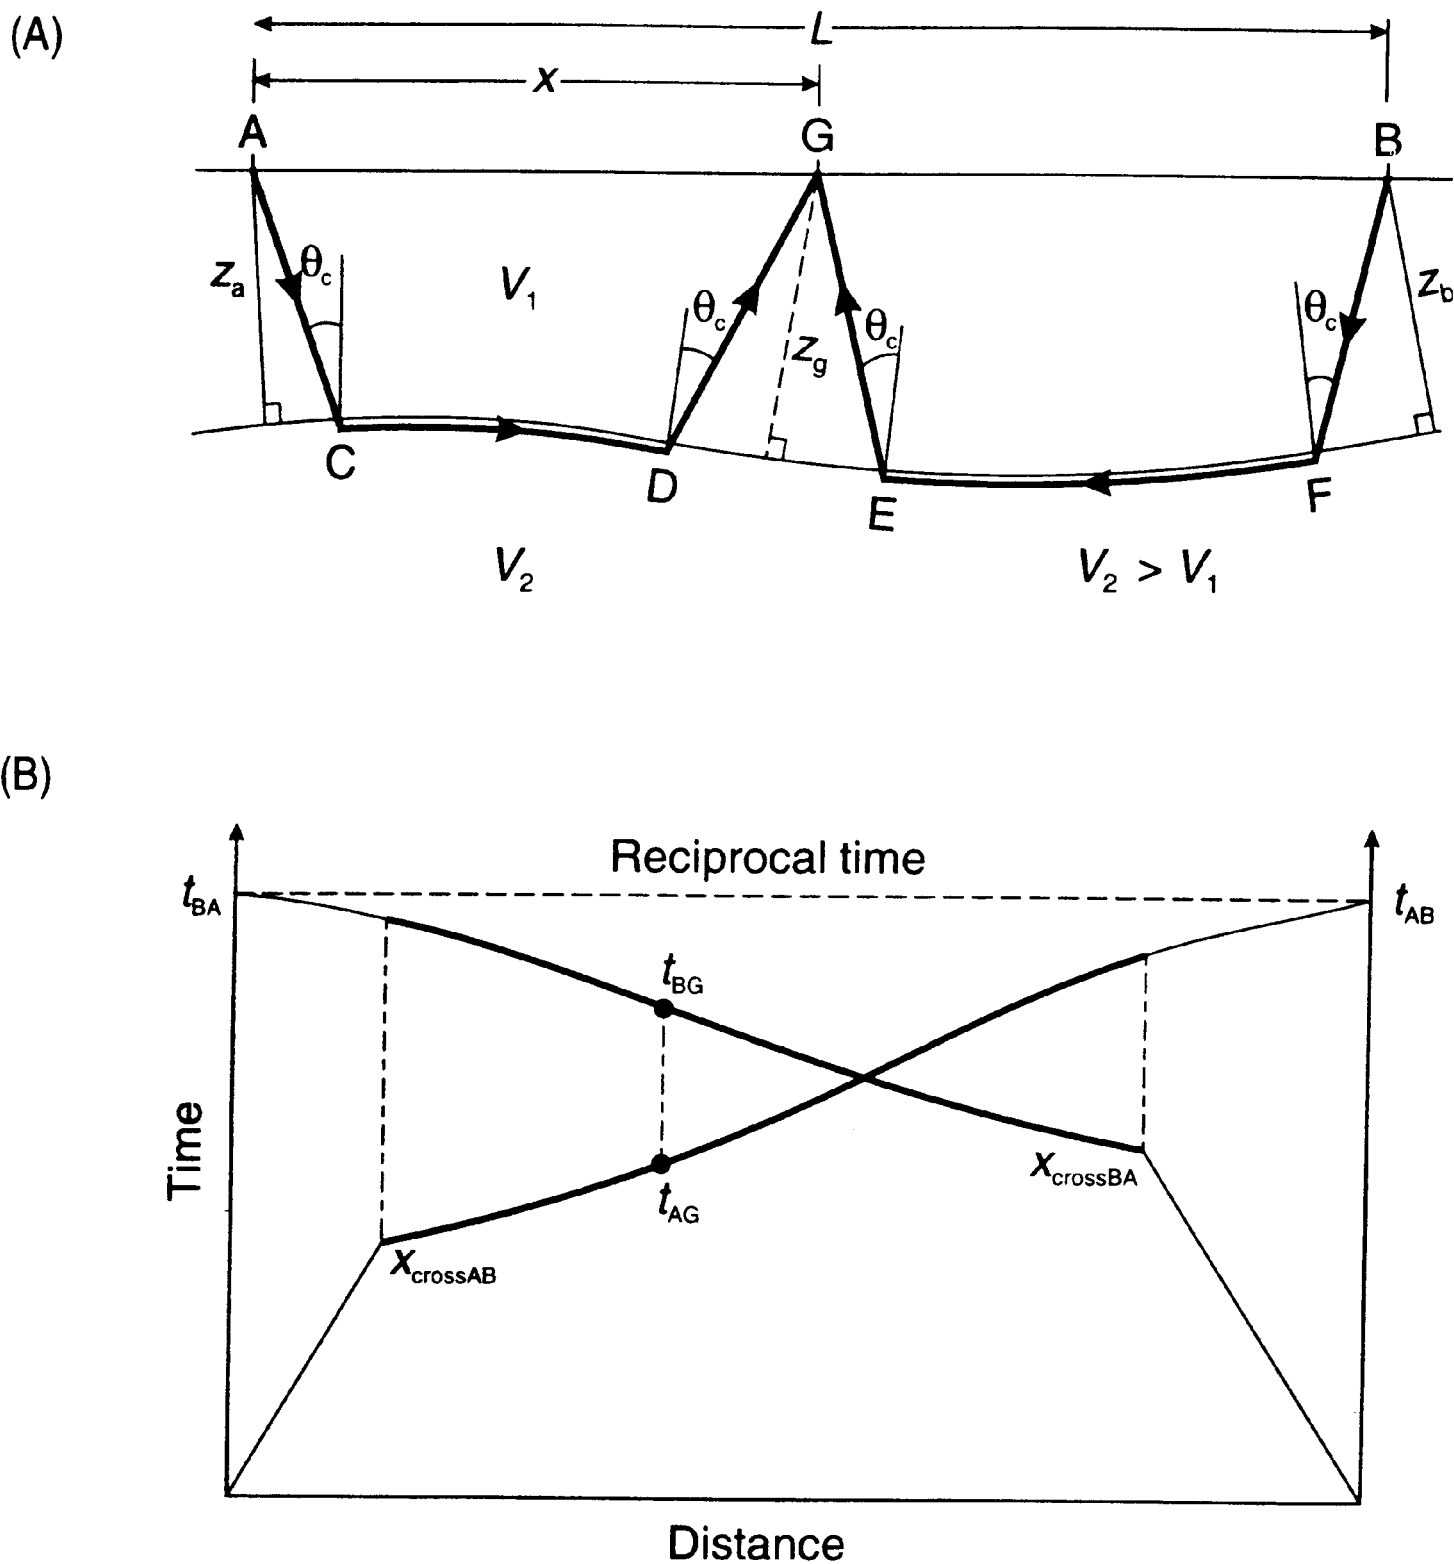 (A)
L
x
A G B
z_a θ_c V_1 θ_c z_g θ_c θ_c z_b
C D E F
V_2 V_2 > V_1
(B)
Reciprocal time
t_BA t_AB
t_BG
Time
t_AG
x_crossBA
x_crossAB
Distance